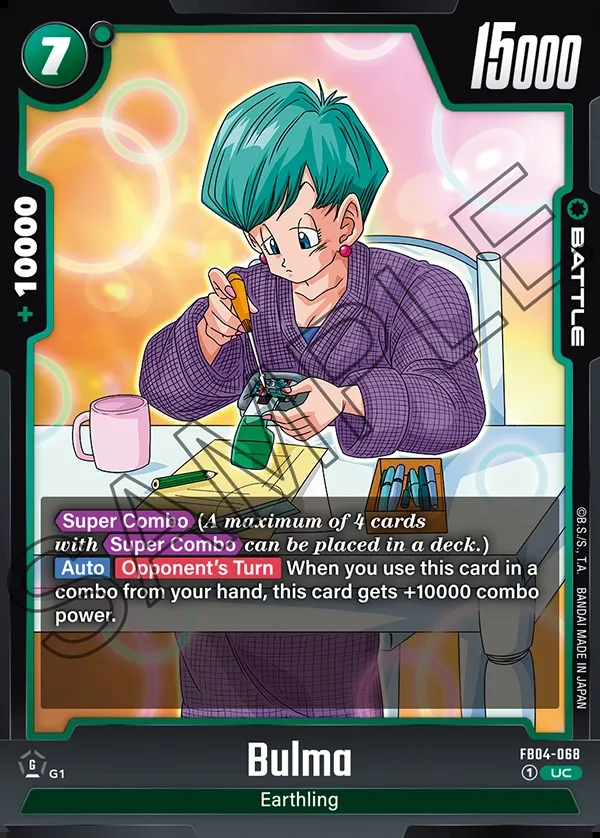 7
15000
+10000
BATTLE
SAMPLE
Super Combo (A maximum of 4 cards
with Super Combo can be placed in a deck.)
Auto Opponent's Turn When you use this card in a
combo from your hand, this card gets +10000 combo
power.
©B.S./S., T.A. BANDAI MADE IN JAPAN
Bulma
FB04-068
G G1
1 UC
Earthling